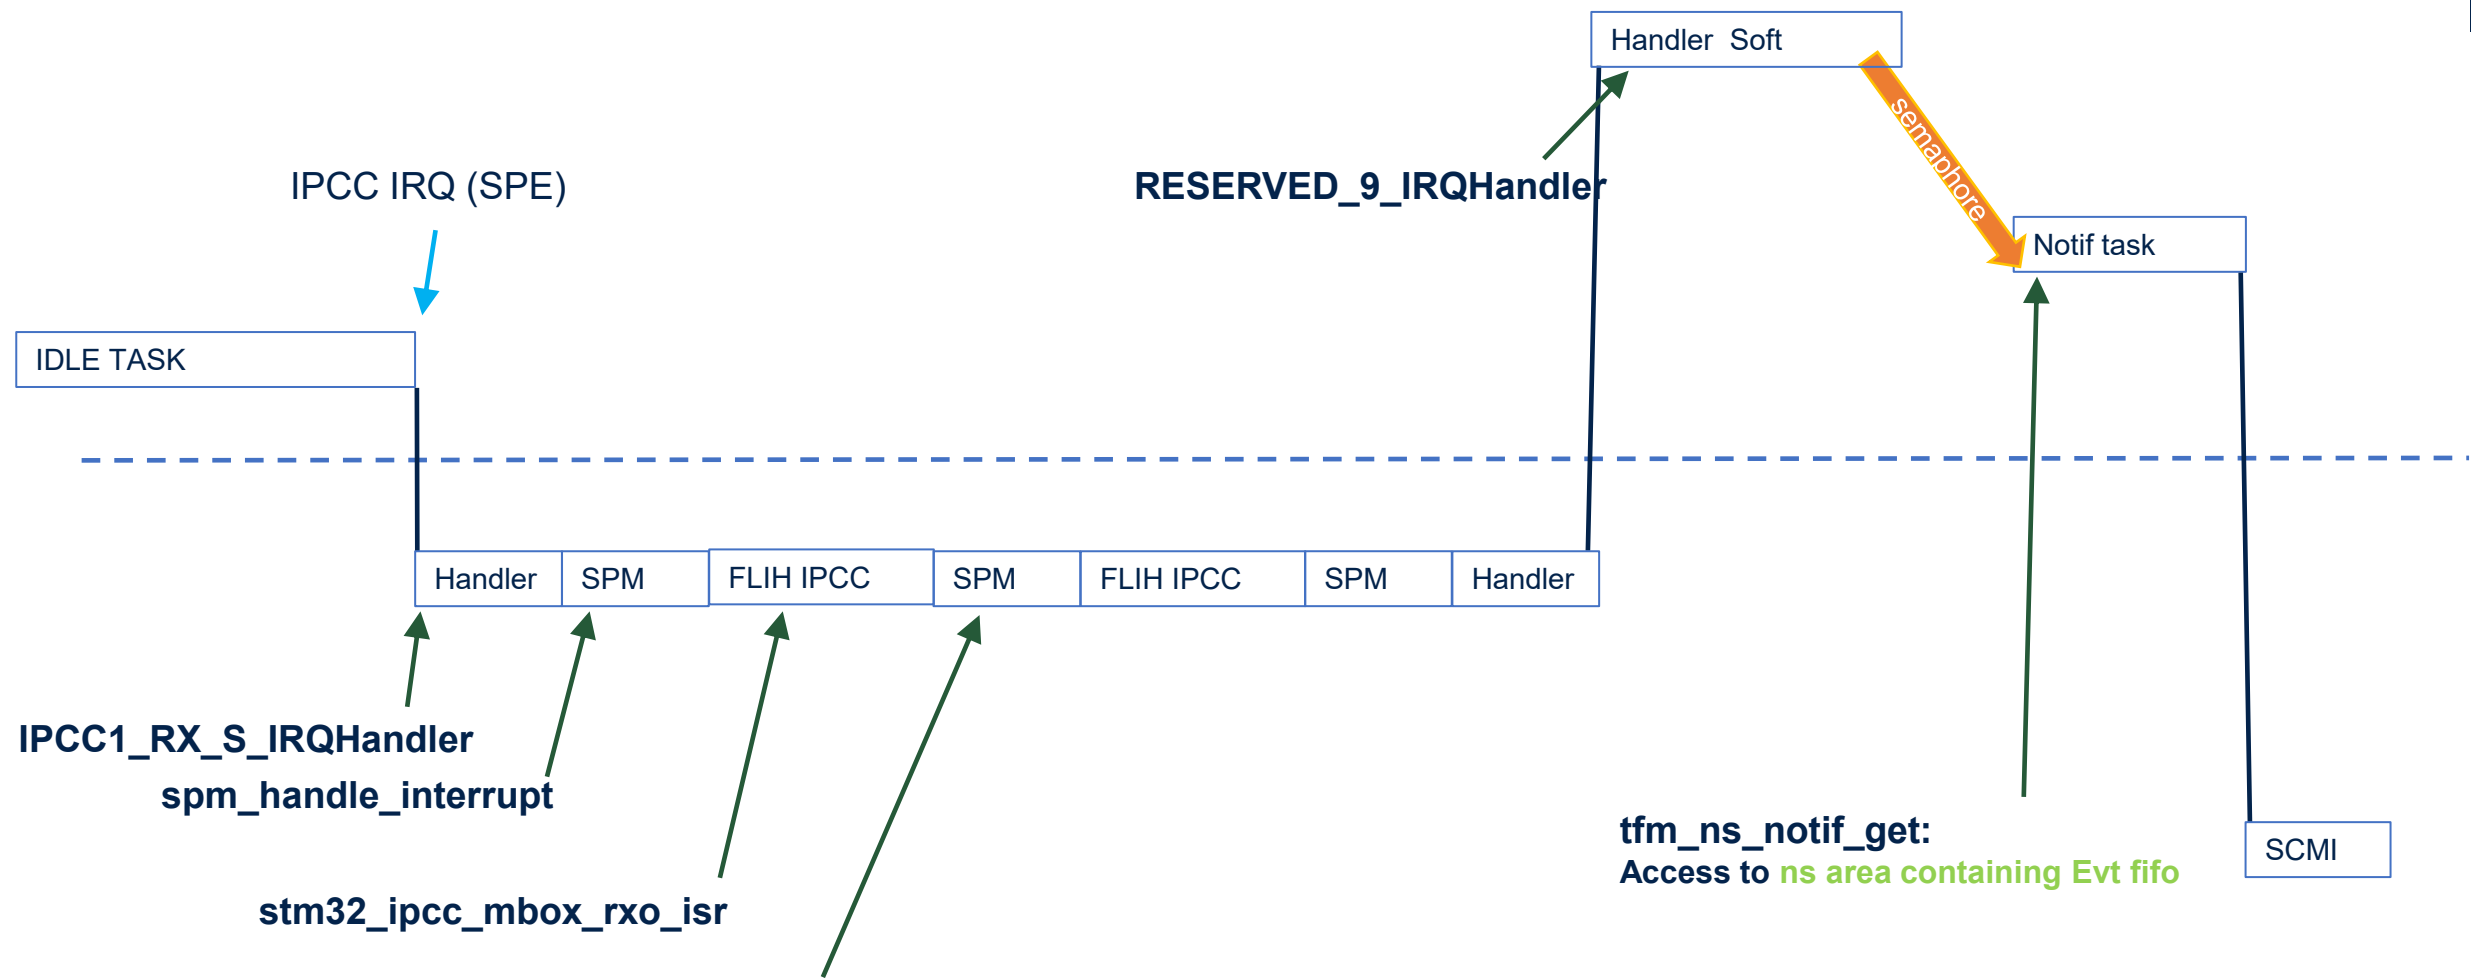 Handler  Soft
semaphore
IPCC IRQ (SPE)
RESERVED_9_IRQHandler
Notif task
IDLE TASK
Handler
SPM
FLIH IPCC
SPM
FLIH IPCC
SPM
Handler
IPCC1_RX_S_IRQHandler
spm_handle_interrupt
tfm_ns_notif_get:
Access to ns area containing Evt fifo
SCMI
stm32_ipcc_mbox_rxo_isr